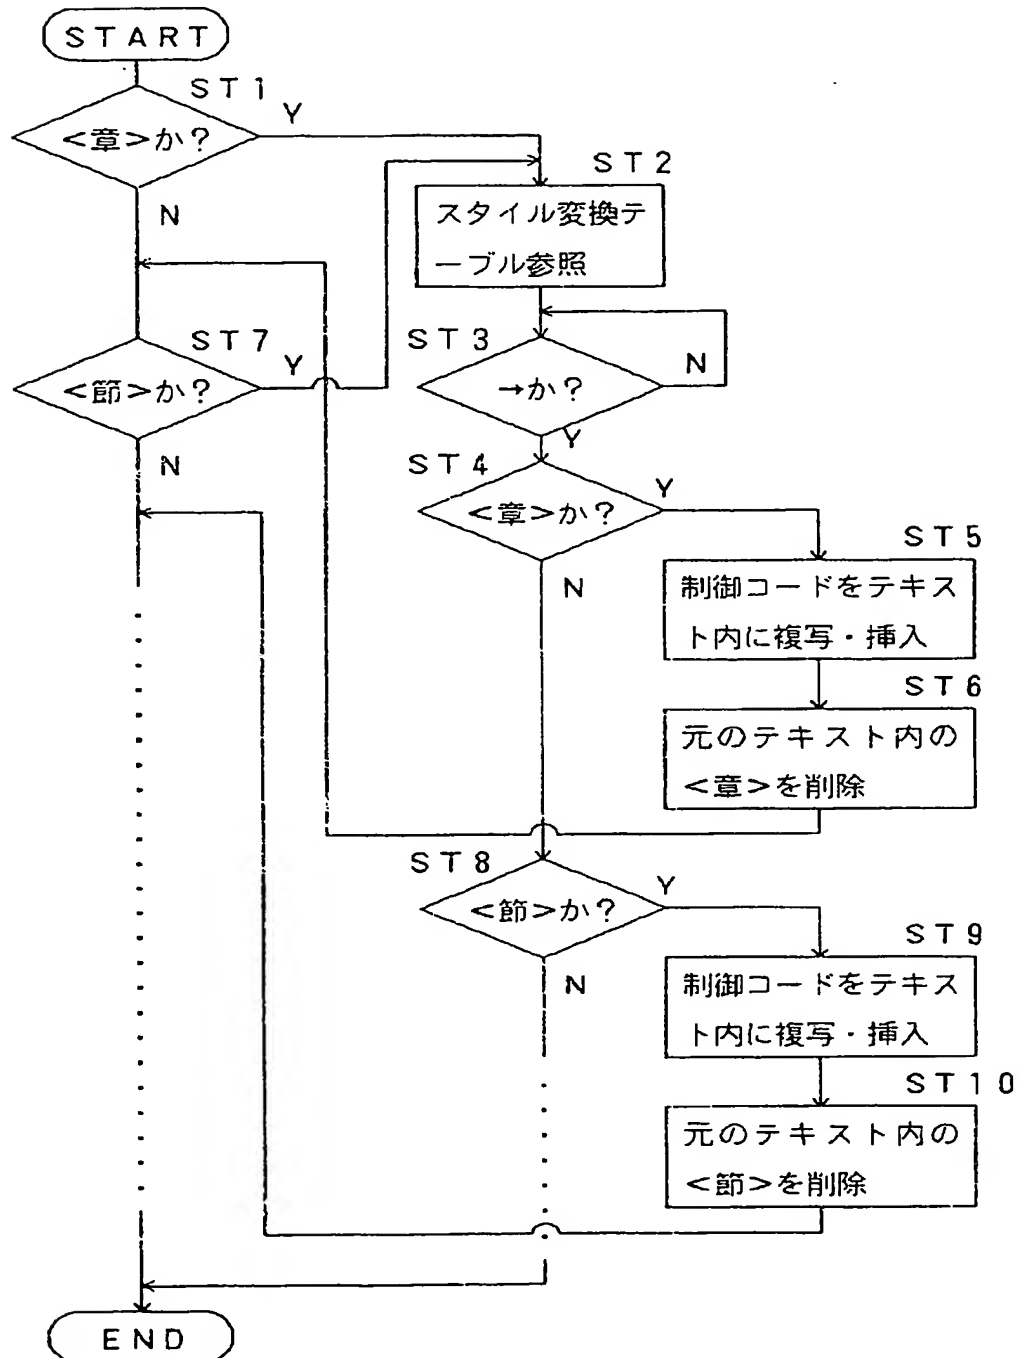 START
ST1
<章>か?
Y
N
ST2
スタイル変換テ
ーブル参照
ST7
<節>か?
Y
N
ST3
→か?
N
Y
ST4
<章>か?
Y
N
ST5
制御コードをテキス
ト内に複写・挿入
ST6
元のテキスト内の
<章>を削除
ST8
<節>か?
Y
N
ST9
制御コードをテキス
ト内に複写・挿入
ST10
元のテキスト内の
<節>を削除
END